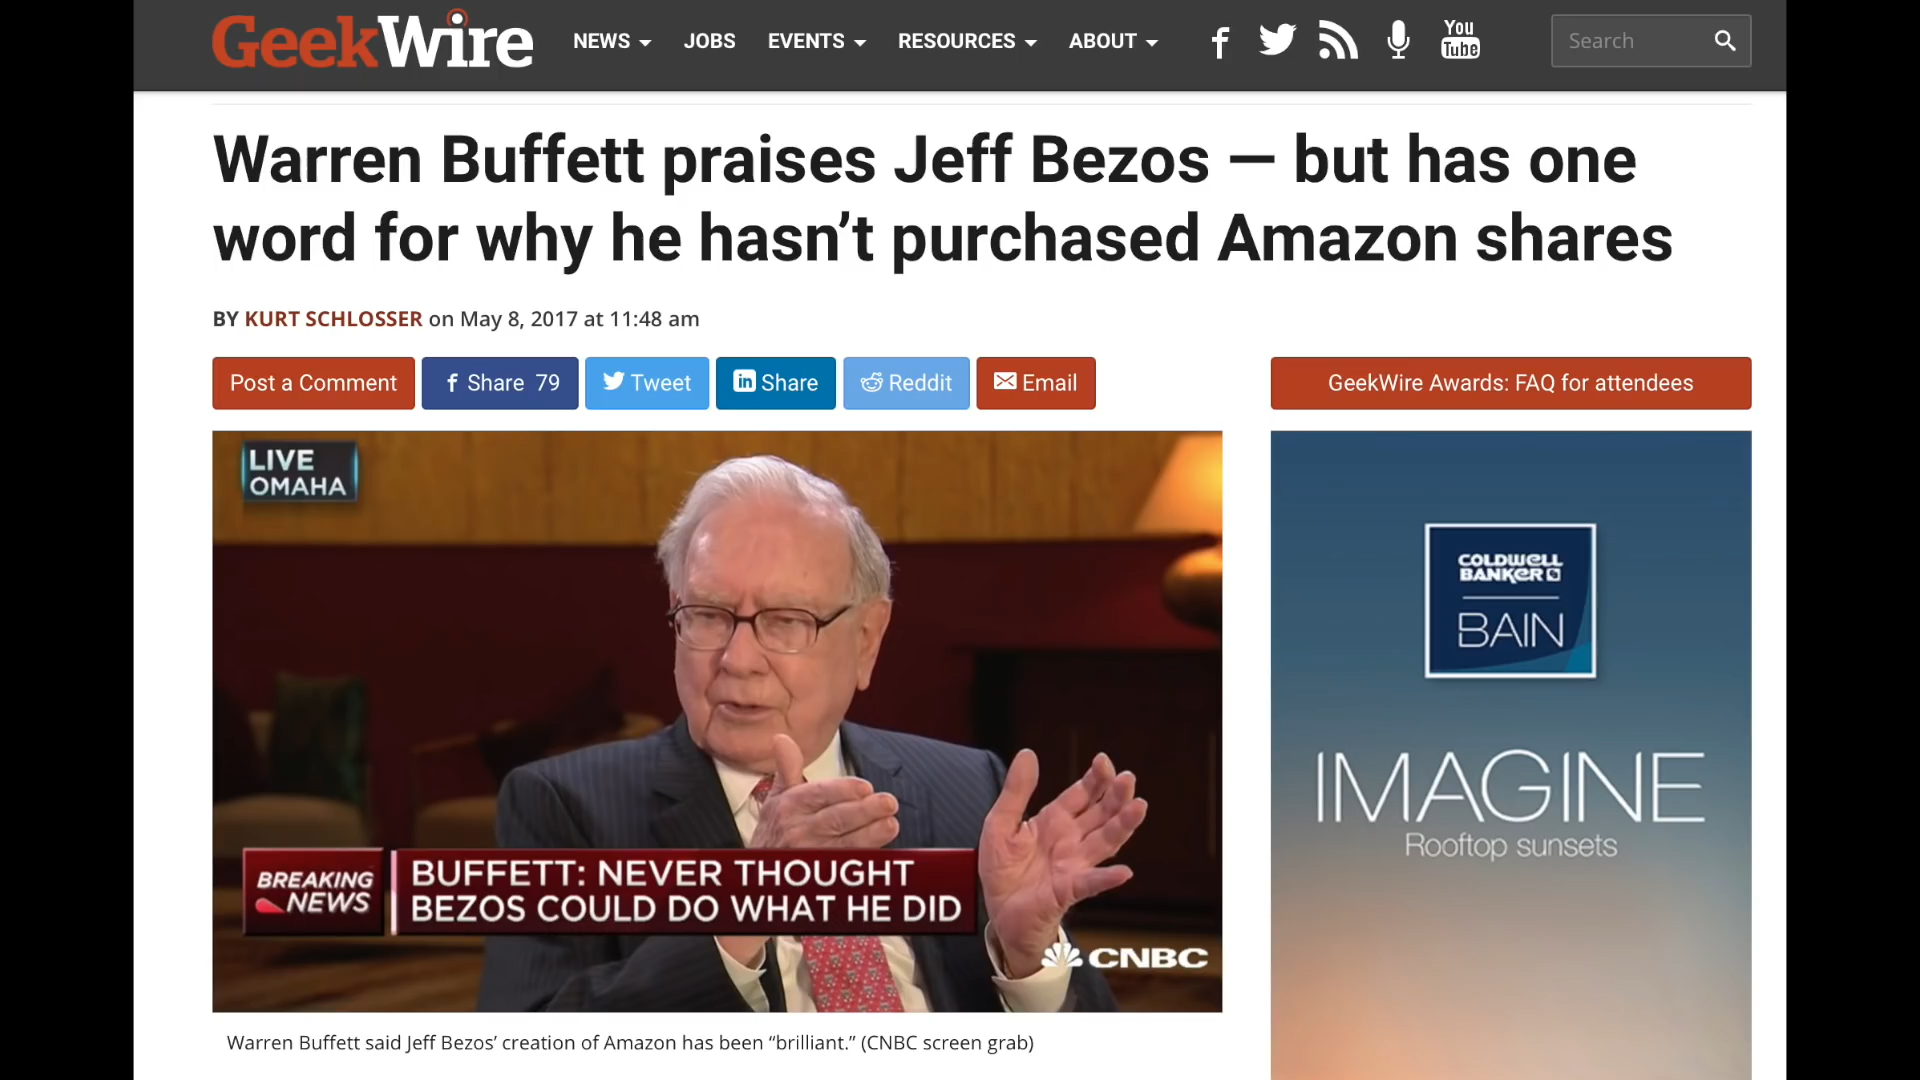 GeekWire
NEWS
JOBS
EVENTS
RESOURCES
ABOUT
You
Tube
Search
Warren Buffett praises Jeff Bezos — but has one
word for why he hasn’t purchased Amazon shares
BY KURT SCHLOSSER on May 8, 2017 at 11:48 am
Post a Comment
Share 79
Tweet
in Share
Reddit
Email
GeekWire Awards: FAQ for attendees
LIVE
OMAHA
BREAKING
NEWS
BUFFETT: NEVER THOUGHT
BEZOS COULD DO WHAT HE DID
CNBC
Warren Buffett said Jeff Bezos’ creation of Amazon has been “brilliant.” (CNBC screen grab)
COLDWELL
BANKER
BAIN
IMAGINE
Rooftop sunsets